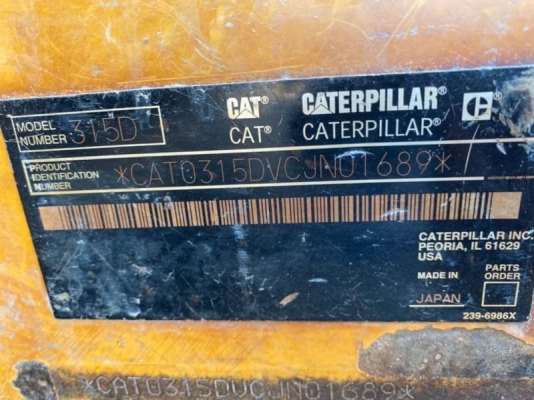 MODEL NUMBER 315D
CAT® CATERPILLAR®
CAT® CATERPILLAR®
PRODUCT IDENTIFICATION NUMBER *CAT0315DVCJN01689*
CATERPILLAR INC.
PEORIA, IL 61629
USA
MADE IN
JAPAN
PARTS ORDER
239-6986X
*CAT0315DVCJN01689*